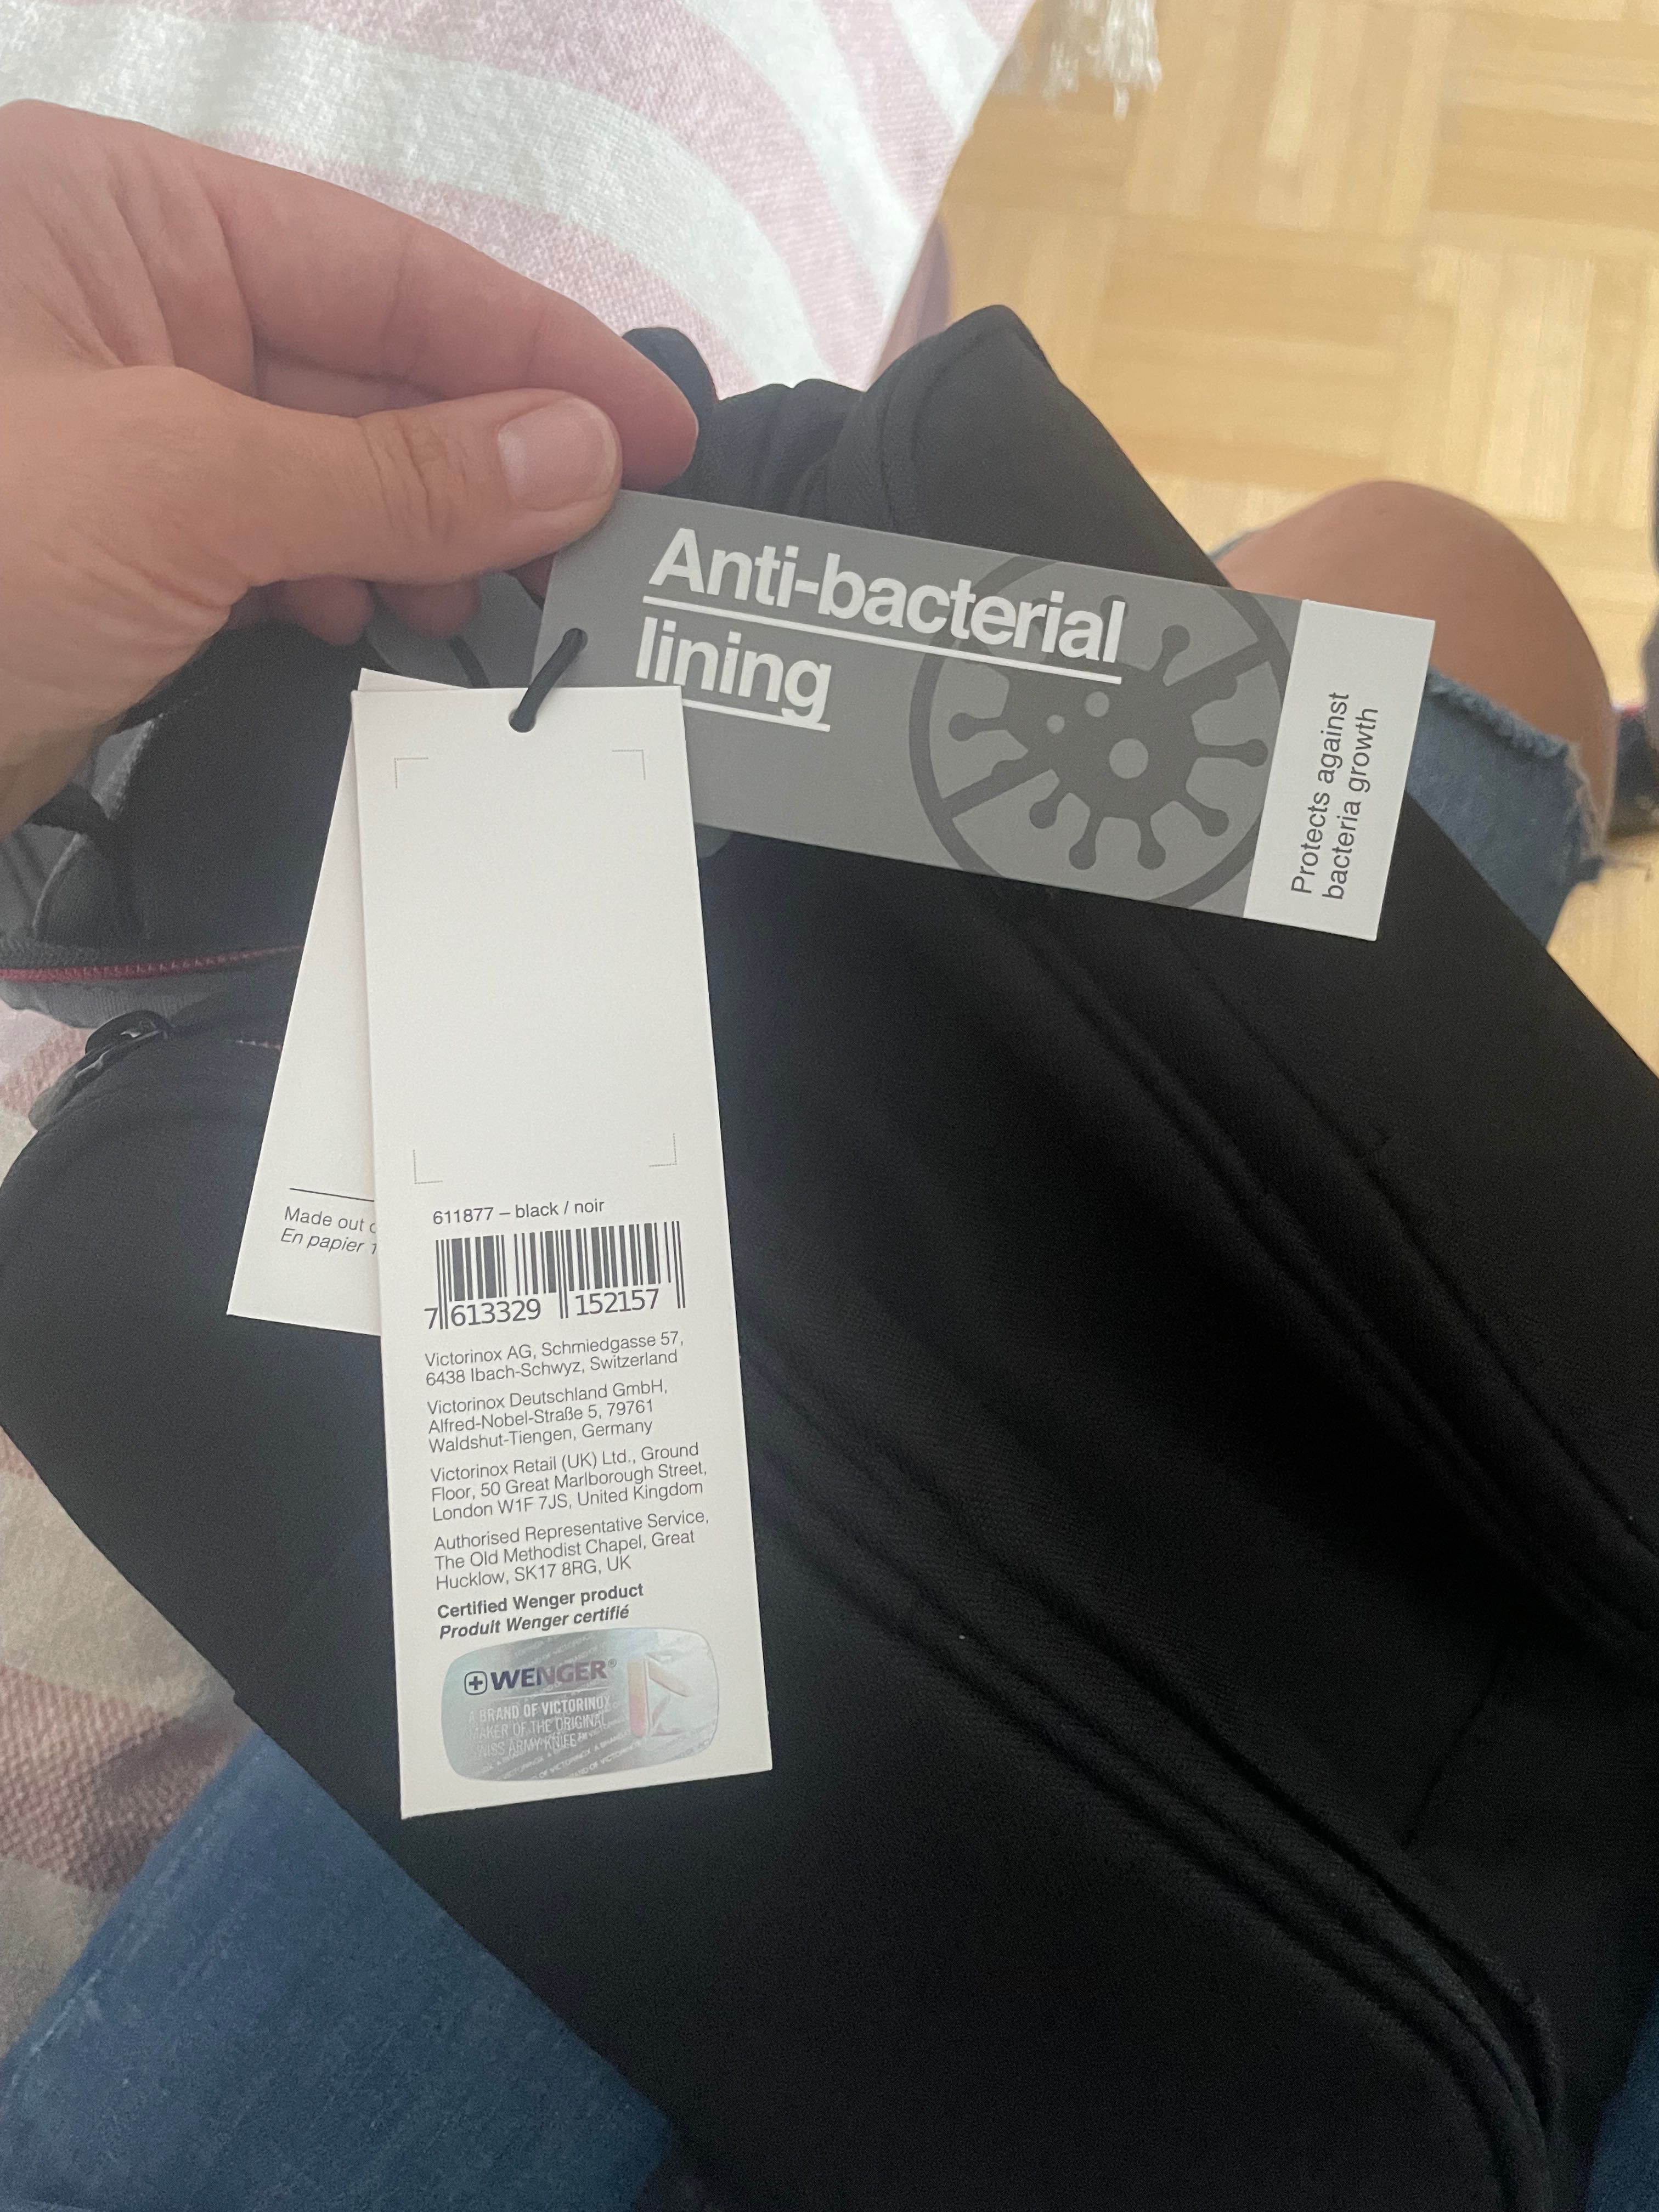 Anti-bacterial
lining
Protects against
bacteria growth
Made out
En papier
611877 – black / noir
7 613329 152157
Victorinox AG, Schmiedgasse 57,
6438 Ibach-Schwyz, Switzerland
Victorinox Deutschland GmbH,
Alfred-Nobel-Straße 5, 79761
Waldshut-Tiengen, Germany
Victorinox Retail (UK) Ltd., Ground
Floor, 50 Great Marlborough Street,
London W1F 7JS, United Kingdom
Authorised Representative Service,
The Old Methodist Chapel, Great
Hucklow, SK17 8RG, UK
Certified Wenger product
Produit Wenger certifié
WENGER®
A BRAND OF VICTORINOX
MAKER OF THE ORIGINAL
SWISS ARMY KNIFE™